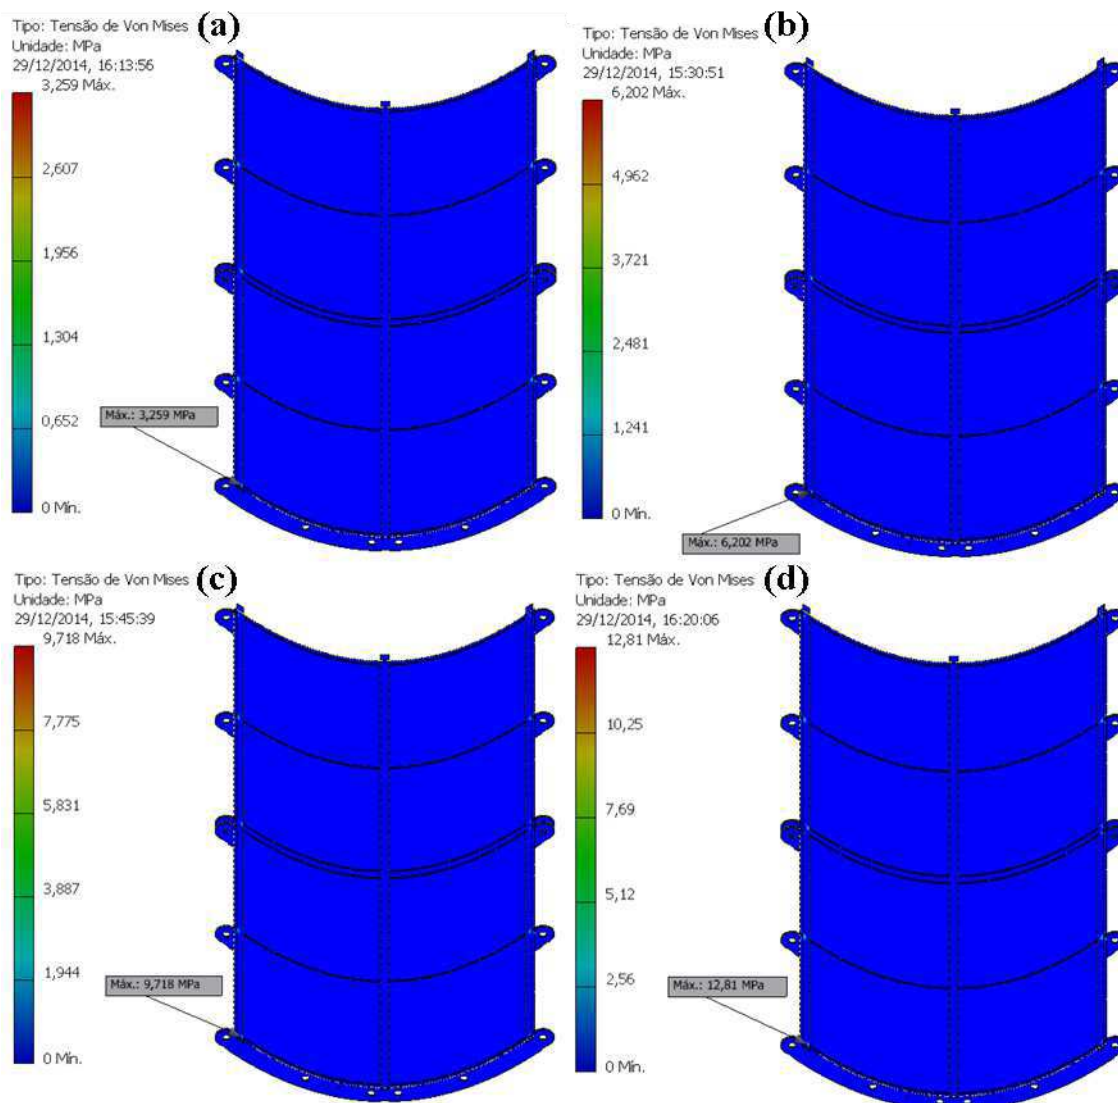 Tipo: Tensão de Von Mises (a)
Unidade: MPa
29/12/2014, 16:13:56
3,259 Máx.
2,607
1,956
1,304
0,652
0 Mín.
Máx.: 3,259 MPa
(b)
Tipo: Tensão de Von Mises
Unidade: MPa
29/12/2014, 15:30:51
6,202 Máx.
4,962
3,721
2,481
1,241
0 Mín.
Máx.: 6,202 MPa
Tipo: Tensão de Von Mises (c)
Unidade: MPa
29/12/2014, 15:45:39
9,718 Máx.
7,775
5,831
3,887
1,944
0 Mín.
Máx.: 9,718 MPa
Tipo: Tensão de Von Mises (d)
Unidade: MPa
29/12/2014, 16:20:06
12,81 Máx.
10,25
7,69
5,12
2,56
0 Mín.
Máx.: 12,81 MPa